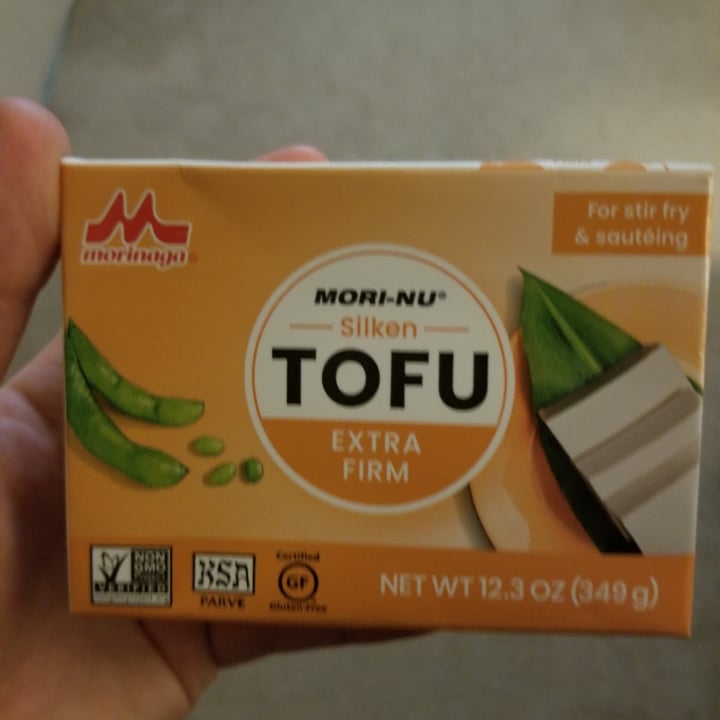 morinaga
For stir fry
& sautéing
MORI-NU®
Silken
TOFU
EXTRA
FIRM
NON
GMO
VERIFIED
KSA
PARVE
Certified
GF
Gluten-Free
NET WT 12.3 OZ (349 g)